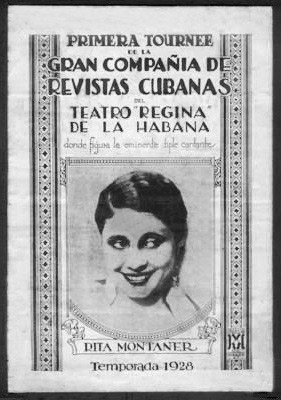 PRIMERA TOURNEE
DE LA
GRAN COMPAÑIA DE
REVISTAS CUBANAS
DEL
TEATRO "REGINA"
DE LA HABANA
donde figura la eminente tiple cantante
RITA MONTANER
Temporada 1928